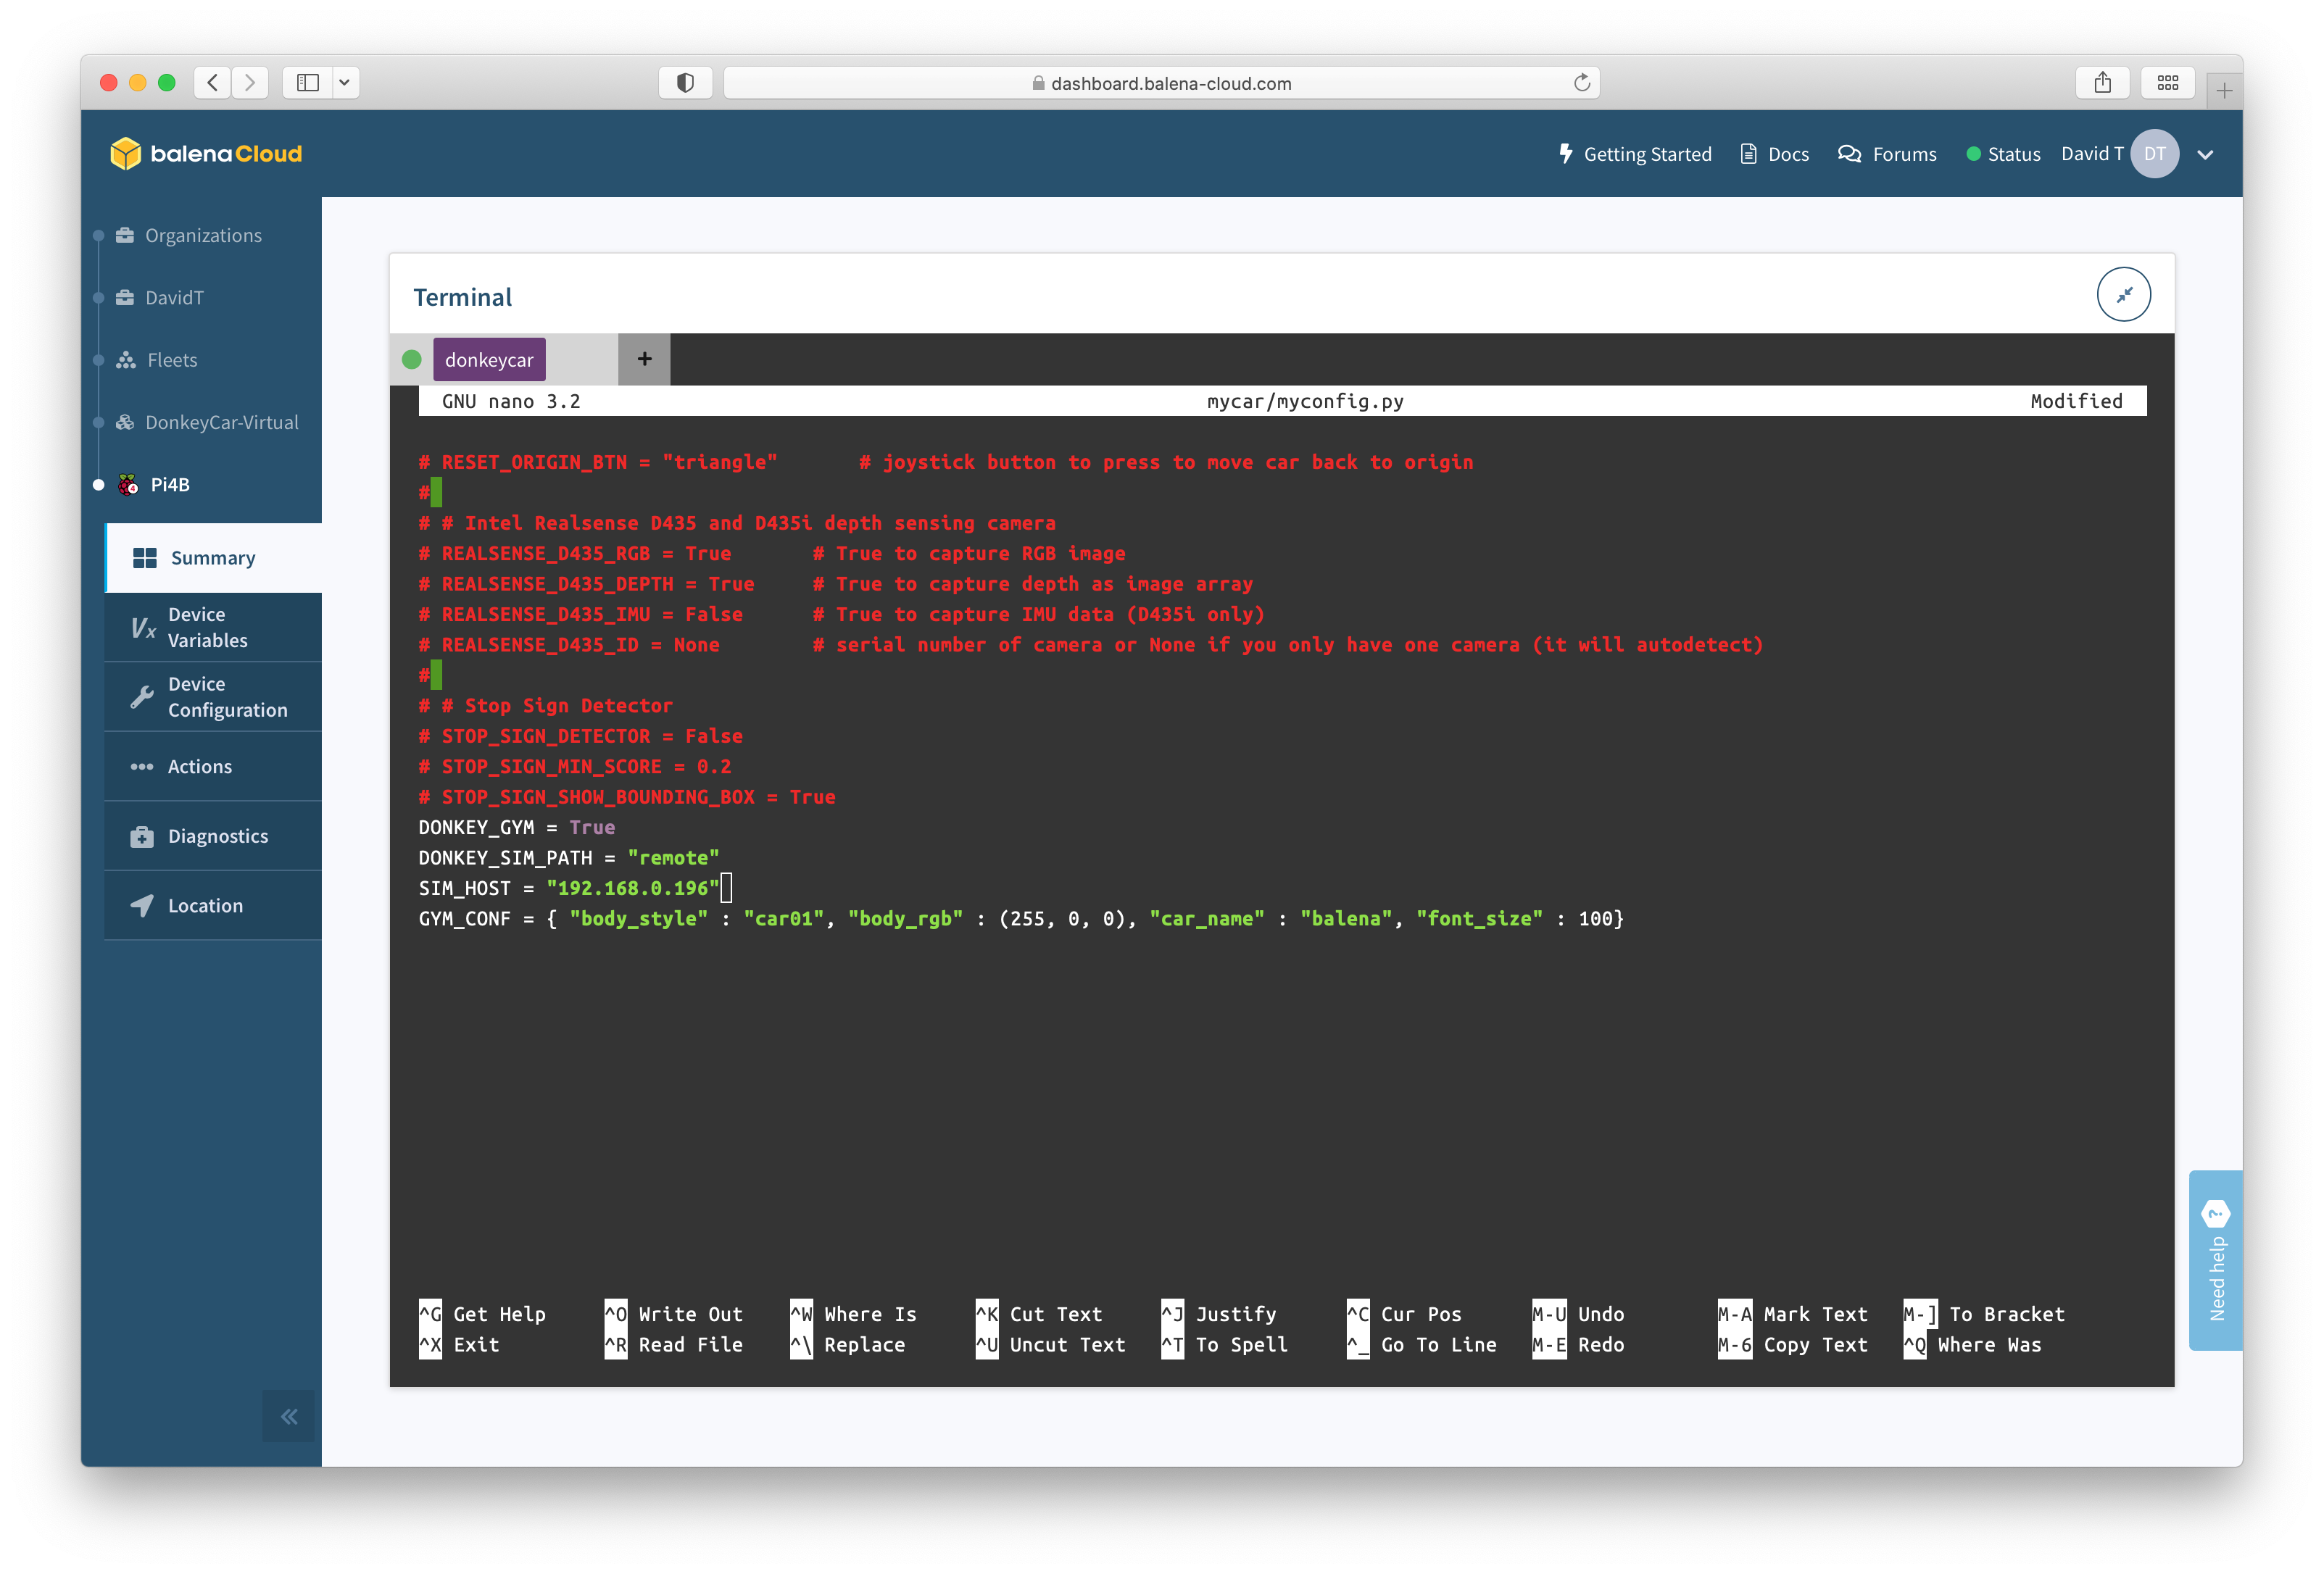 dashboard.balena-cloud.com
balenaCloud
Getting Started
Docs
Forums
Status
David T
DT
Organizations
DavidT
Fleets
DonkeyCar-Virtual
Pi4B
Summary
Device
Variables
Device
Configuration
Actions
Diagnostics
Location
Terminal
donkeycar
+
GNU nano 3.2 mycar/myconfig.py Modified
# RESET_ORIGIN_BTN = "triangle" # joystick button to press to move car back to origin
#
# # Intel Realsense D435 and D435i depth sensing camera
# REALSENSE_D435_RGB = True # True to capture RGB image
# REALSENSE_D435_DEPTH = True # True to capture depth as image array
# REALSENSE_D435_IMU = False # True to capture IMU data (D435i only)
# REALSENSE_D435_ID = None # serial number of camera or None if you only have one camera (it will autodetect)
#
# # Stop Sign Detector
# STOP_SIGN_DETECTOR = False
# STOP_SIGN_MIN_SCORE = 0.2
# STOP_SIGN_SHOW_BOUNDING_BOX = True
DONKEY_GYM = True
DONKEY_SIM_PATH = "remote"
SIM_HOST = "192.168.0.196"
GYM_CONF = { "body_style" : "car01", "body_rgb" : (255, 0, 0), "car_name" : "balena", "font_size" : 100}
^G Get Help ^O Write Out ^W Where Is ^K Cut Text ^J Justify ^C Cur Pos M-U Undo M-A Mark Text M-] To Bracket
^X Exit ^R Read File ^\ Replace ^U Uncut Text ^T To Spell ^_ Go To Line M-E Redo M-6 Copy Text ^Q Where Was
Need help
?